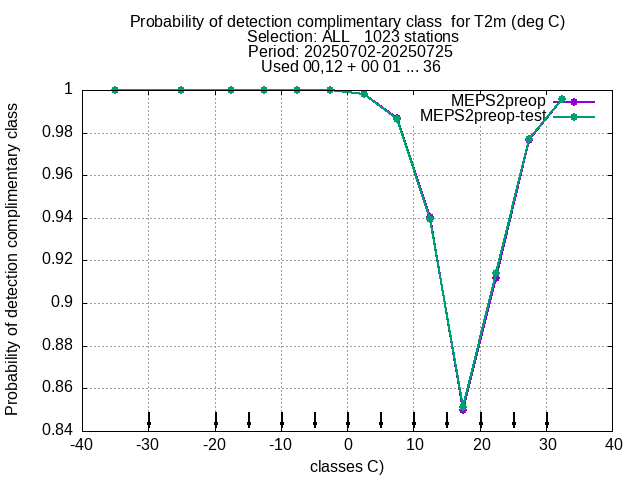 Probability of detection complimentary class  for T2m (deg C)
Selection: ALL   1023 stations
Period: 20250702-20250725
Used 00,12 + 00 01 ... 36
MEPS2preop
MEPS2preop-test
Probability of detection complimentary class
1
0.98
0.96
0.94
0.92
0.9
0.88
0.86
0.84
-40 -30 -20 -10 0 10 20 30 40
classes C)